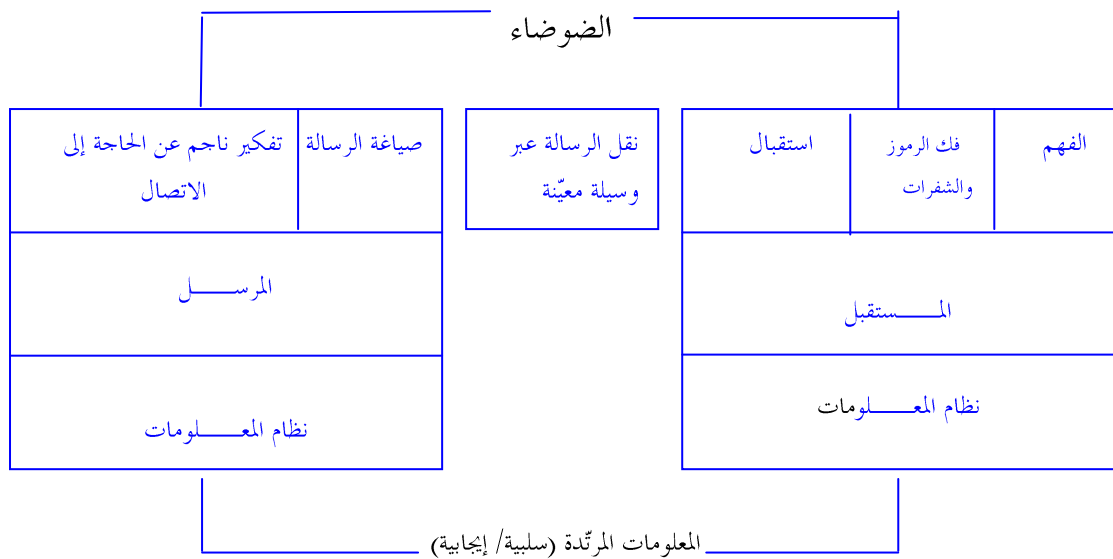 الضوضاء
الفهم
فك الرموز
والشفرات
استقبال
نقل الرسالة عبر
وسيلة معيّنة
صياغة الرسالة
تفكير ناجم عن الحاجة إلى
الاتصال
المـــــستقبل
المرســـــل
نظام المعـــــلومات
نظام المعـــــلومات
المعلومات المرتّدة (سلبية/ إيجابية)